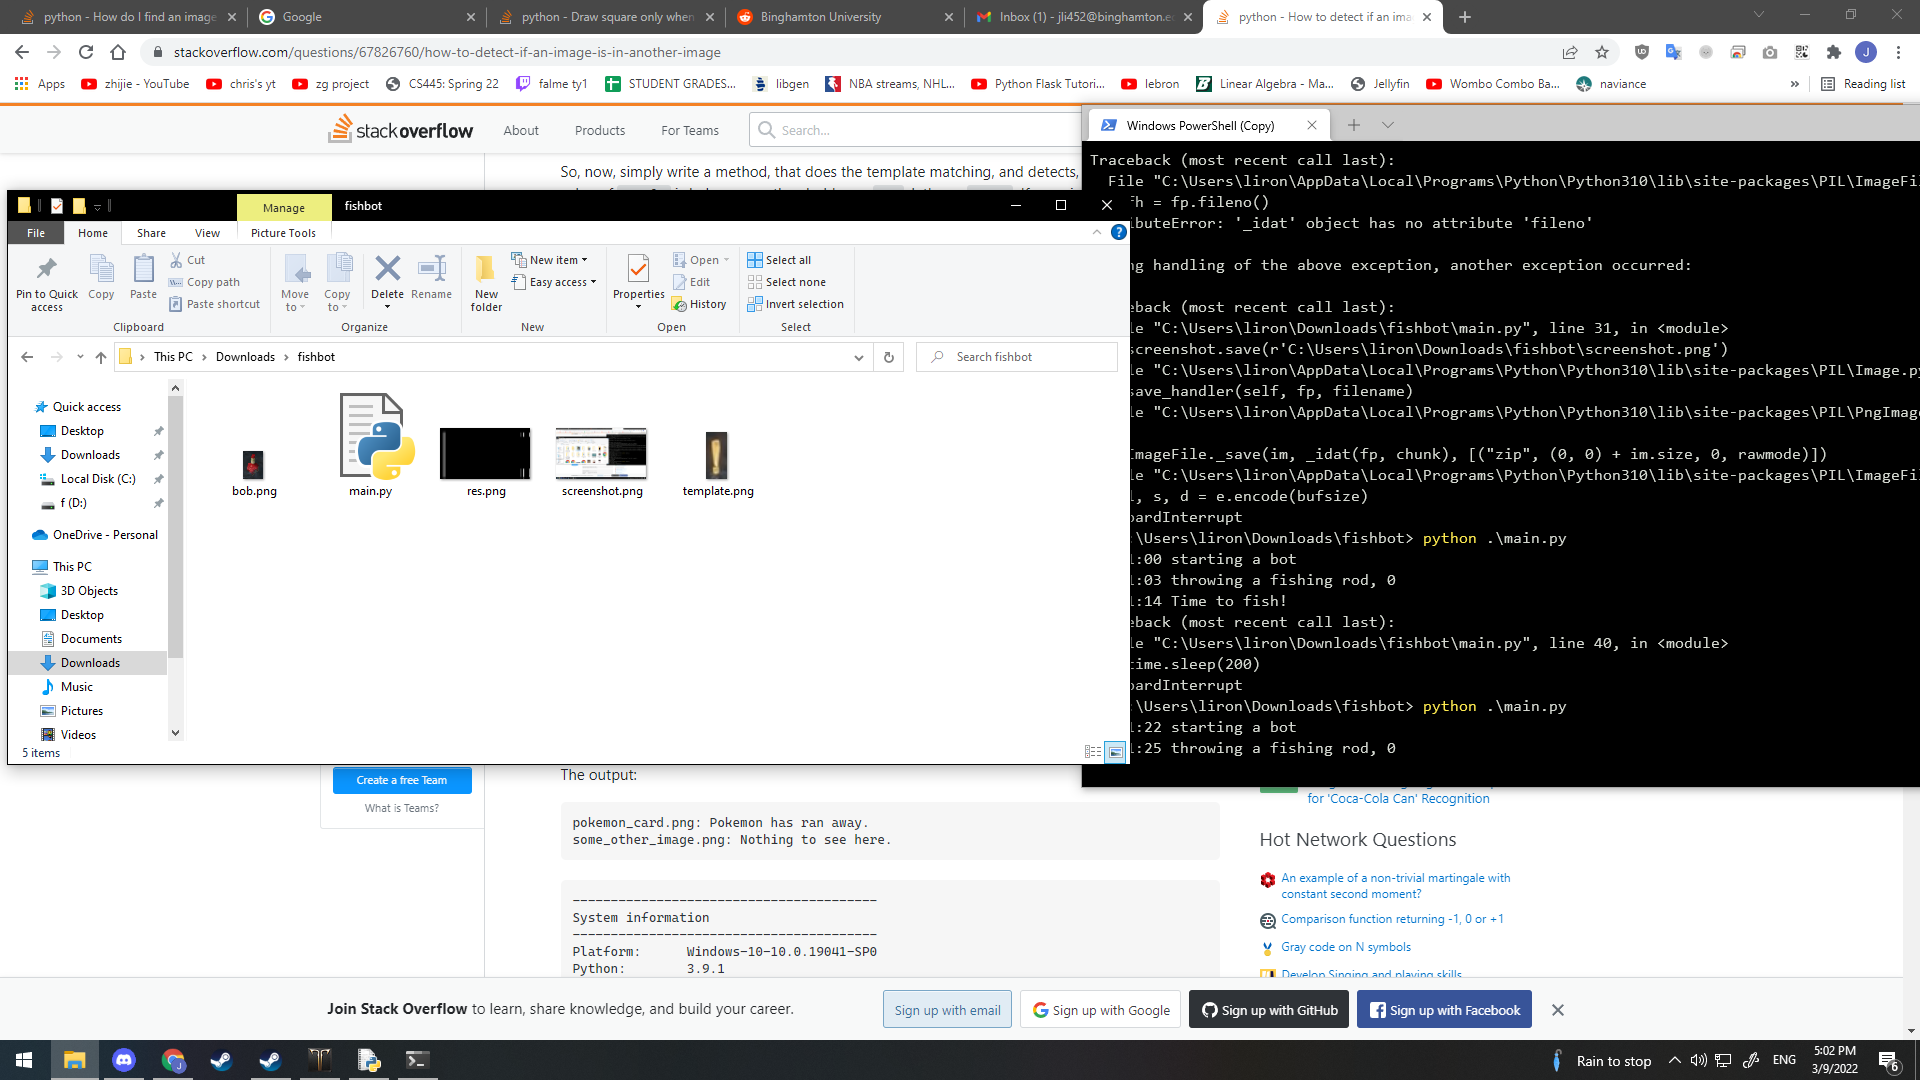 python - How do I find an image
Google
python - Draw square only when
Binghamton University
Inbox (1) - jli452@binghamton.e
python - How to detect if an ima
stackoverflow.com/questions/67826760/how-to-detect-if-an-image-is-in-another-image
J
Apps
zhijie - YouTube
chris's yt
zg project
CS445: Spring 22
falme ty1
STUDENT GRADES...
libgen
NBA streams, NHL...
Python Flask Tutori...
lebron
Linear Algebra - Ma...
Jellyfin
Wombo Combo Ba...
naviance
»
Reading list
stackoverflow
About
Products
For Teams
Search...
So, now, simply write a method, that does the template matching, and detects,
Windows PowerShell (Copy)
Traceback (most recent call last):
File "C:\Users\liron\AppData\Local\Programs\Python\Python310\lib\site-packages\PIL\ImageFil
fh = fp.fileno()
ibuteError: '_idat' object has no attribute 'fileno'
ng handling of the above exception, another exception occurred:
eback (most recent call last):
le "C:\Users\liron\Downloads\fishbot\main.py", line 31, in <module>
screenshot.save(r'C:\Users\liron\Downloads\fishbot\screenshot.png')
le "C:\Users\liron\AppData\Local\Programs\Python\Python310\lib\site-packages\PIL\Image.py
save_handler(self, fp, filename)
le "C:\Users\liron\AppData\Local\Programs\Python\Python310\lib\site-packages\PIL\PngImage
ImageFile._save(im, _idat(fp, chunk), [("zip", (0, 0) + im.size, 0, rawmode)])
le "C:\Users\liron\AppData\Local\Programs\Python\Python310\lib\site-packages\PIL\ImageFil
l, s, d = e.encode(bufsize)
oardInterrupt
:\Users\liron\Downloads\fishbot> python .\main.py
1:00 starting a bot
1:03 throwing a fishing rod, 0
1:14 Time to fish!
eback (most recent call last):
le "C:\Users\liron\Downloads\fishbot\main.py", line 40, in <module>
time.sleep(200)
oardInterrupt
:\Users\liron\Downloads\fishbot> python .\main.py
1:22 starting a bot
1:25 throwing a fishing rod, 0
Manage
fishbot
File
Home
Share
View
Picture Tools
Pin to Quick access
Copy
Paste
Cut
Copy path
Paste shortcut
Clipboard
Move to
Copy to
Delete
Rename
Organize
New folder
New item
Easy access
New
Properties
Open
Edit
History
Open
Select all
Select none
Invert selection
Select
This PC
Downloads
fishbot
Search fishbot
Quick access
Desktop
Downloads
Local Disk (C:)
f (D:)
OneDrive - Personal
This PC
3D Objects
Desktop
Documents
Downloads
Music
Pictures
Videos
bob.png
main.py
res.png
screenshot.png
template.png
5 items
Create a free Team
What is Teams?
The output:
pokemon_card.png: Pokemon has ran away.
some_other_image.png: Nothing to see here.
----------------------------------------
System information
----------------------------------------
Platform: Windows-10-10.0.19041-SP0
Python: 3.9.1
for 'Coca-Cola Can' Recognition
Hot Network Questions
An example of a non-trivial martingale with
constant second moment?
Comparison function returning -1, 0 or +1
Gray code on N symbols
Develop Singing and playing skills
Join Stack Overflow to learn, share knowledge, and build your career.
Sign up with email
Sign up with Google
Sign up with GitHub
Sign up with Facebook
Rain to stop
ENG
5:02 PM
3/9/2022
6